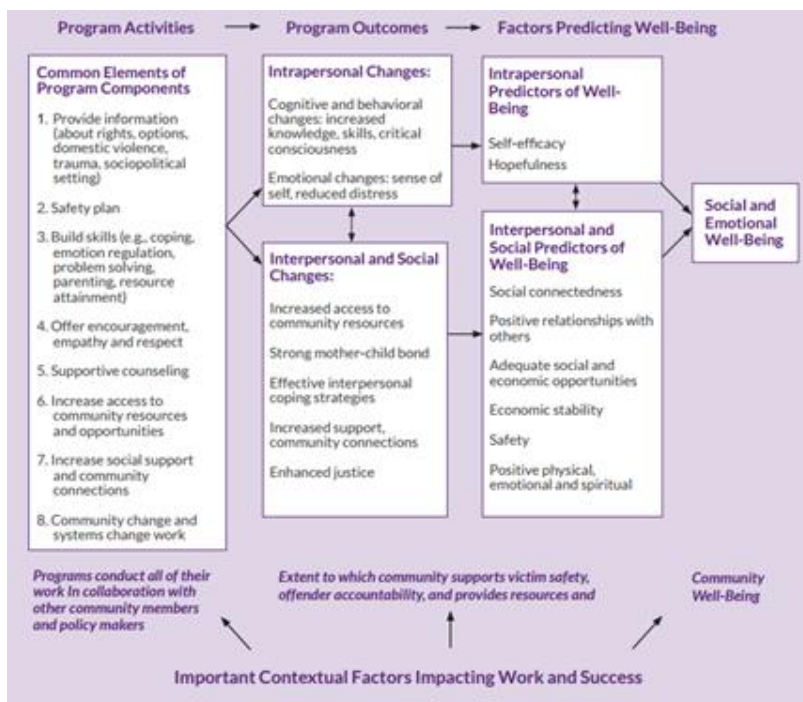 Program Activities
Program Outcomes
Factors Predicting Well-Being
Common Elements of
Program Components
1. Provide information
(about rights, options,
domestic violence,
trauma, sociopolitical
setting)
2. Safety plan
3. Build skills (e.g., coping,
emotion regulation,
problem solving,
parenting, resource
attainment)
4. Offer encouragement,
empathy and respect
5. Supportive counseling
6. Increase access to
community resources
and opportunities
7. Increase social support
and community
connections
8. Community change and
systems change work
Intrapersonal Changes:
Cognitive and behavioral
changes: increased
knowledge, skills, critical
consciousness
Emotional changes: sense of
self, reduced distress
Interpersonal and Social
Changes:
Increased access to
community resources
Strong mother-child bond
Effective interpersonal
coping strategies
Increased support,
community connections
Enhanced justice
Intrapersonal
Predictors of Well-
Being
Self-efficacy
Hopefulness
Interpersonal and
Social Predictors of
Well-Being
Social connectedness
Positive relationships with
others
Adequate social and
economic opportunities
Economic stability
Safety
Positive physical,
emotional and spiritual
Social and
Emotional
Well-Being
Programs conduct all of their
work In collaboration with
other community members
and policy makers
Extent to which community supports victim safety,
offender accountability, and provides resources and
Community
Well-Being
Important Contextual Factors Impacting Work and Success